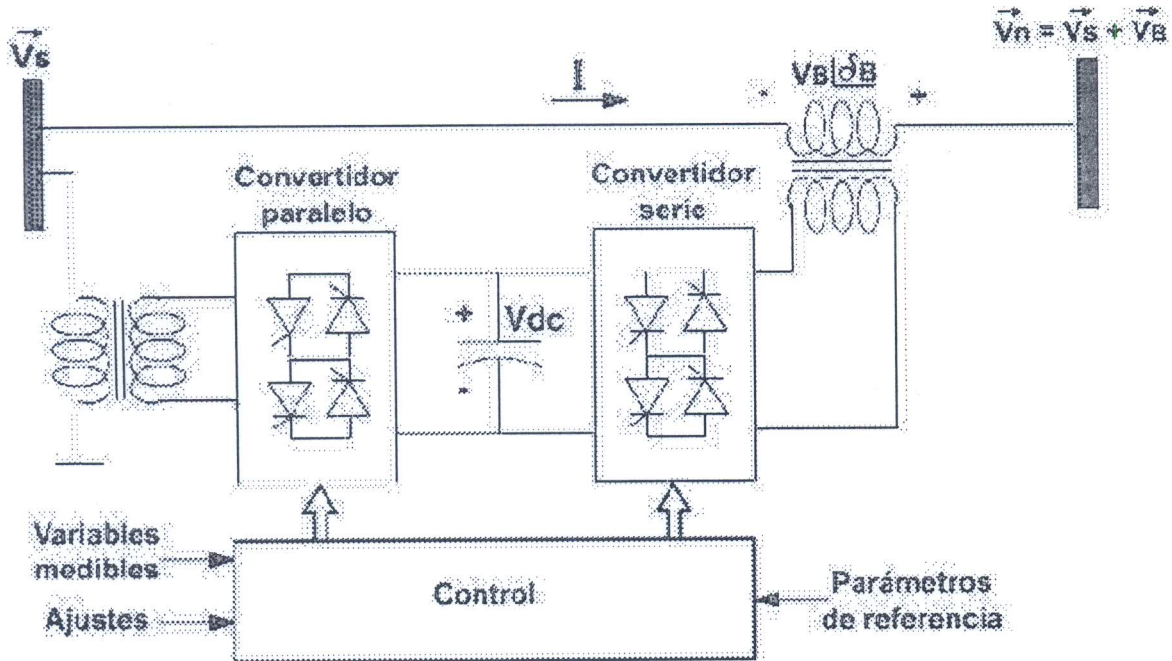 Vs
Vn = Vs + VB
I
VB δB
- +
Convertidor
paralelo
Convertidor
serie
+
Vdc
-
Variables
medibles
Ajustes
Control
Parámetros
de referencia